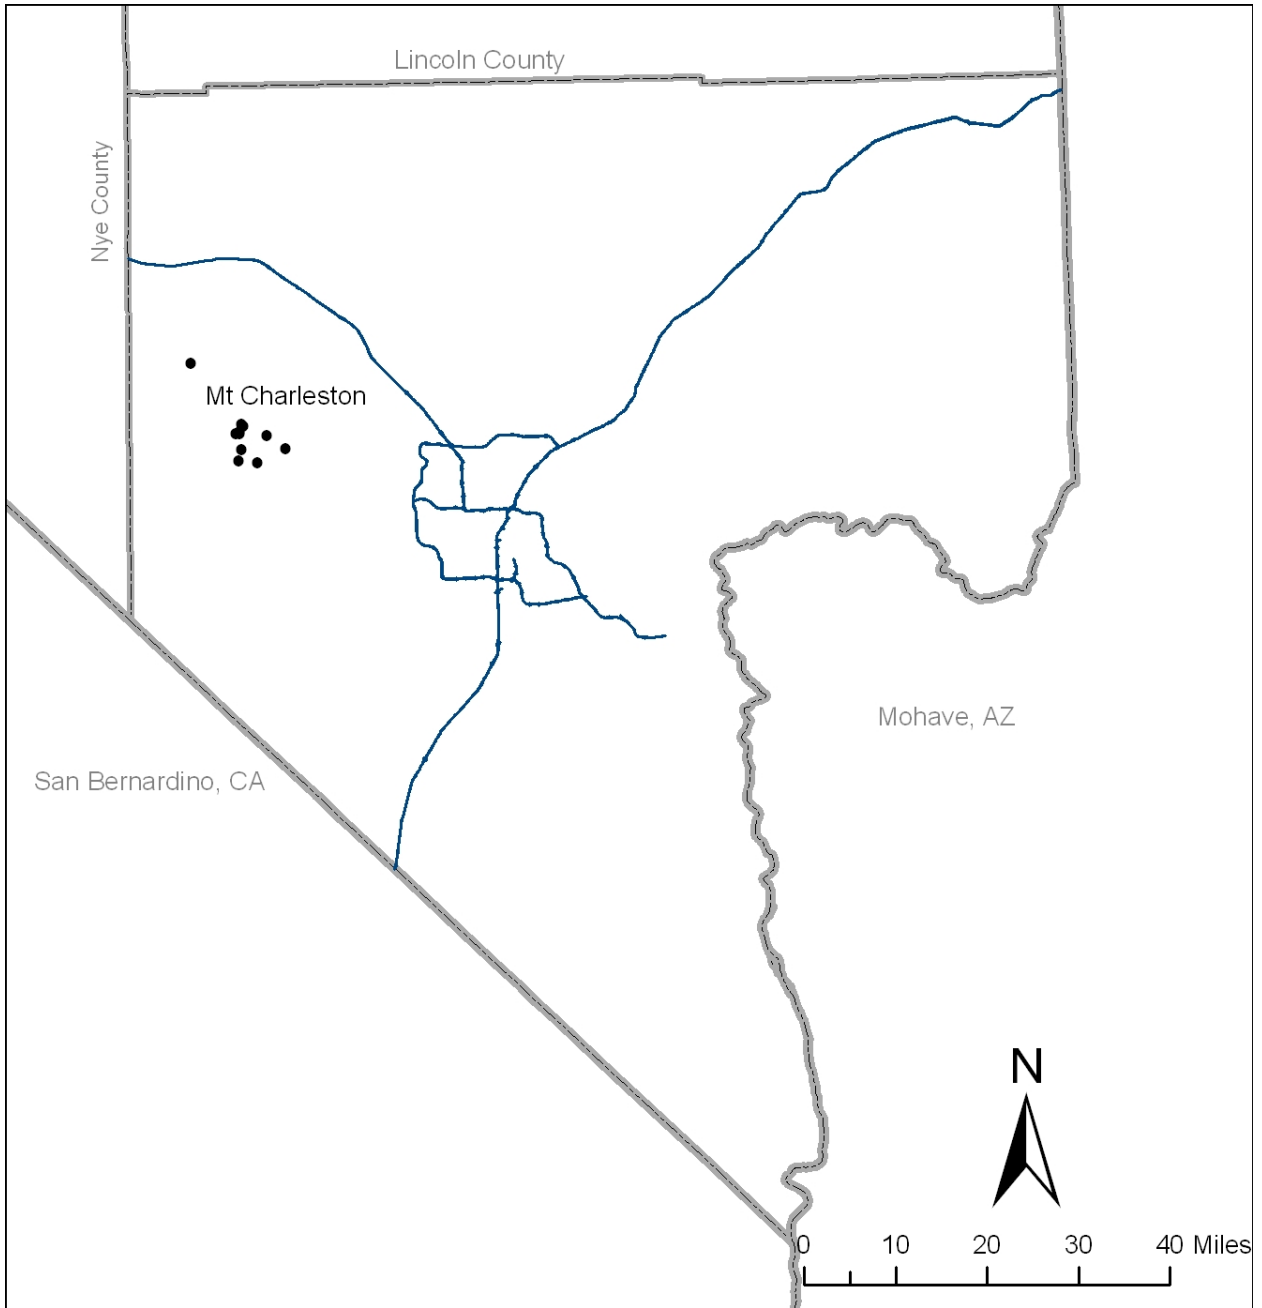 Lincoln County
Nye County
Mt Charleston
Mohave, AZ
San Bernardino, CA
N
0 10 20 30 40 Miles